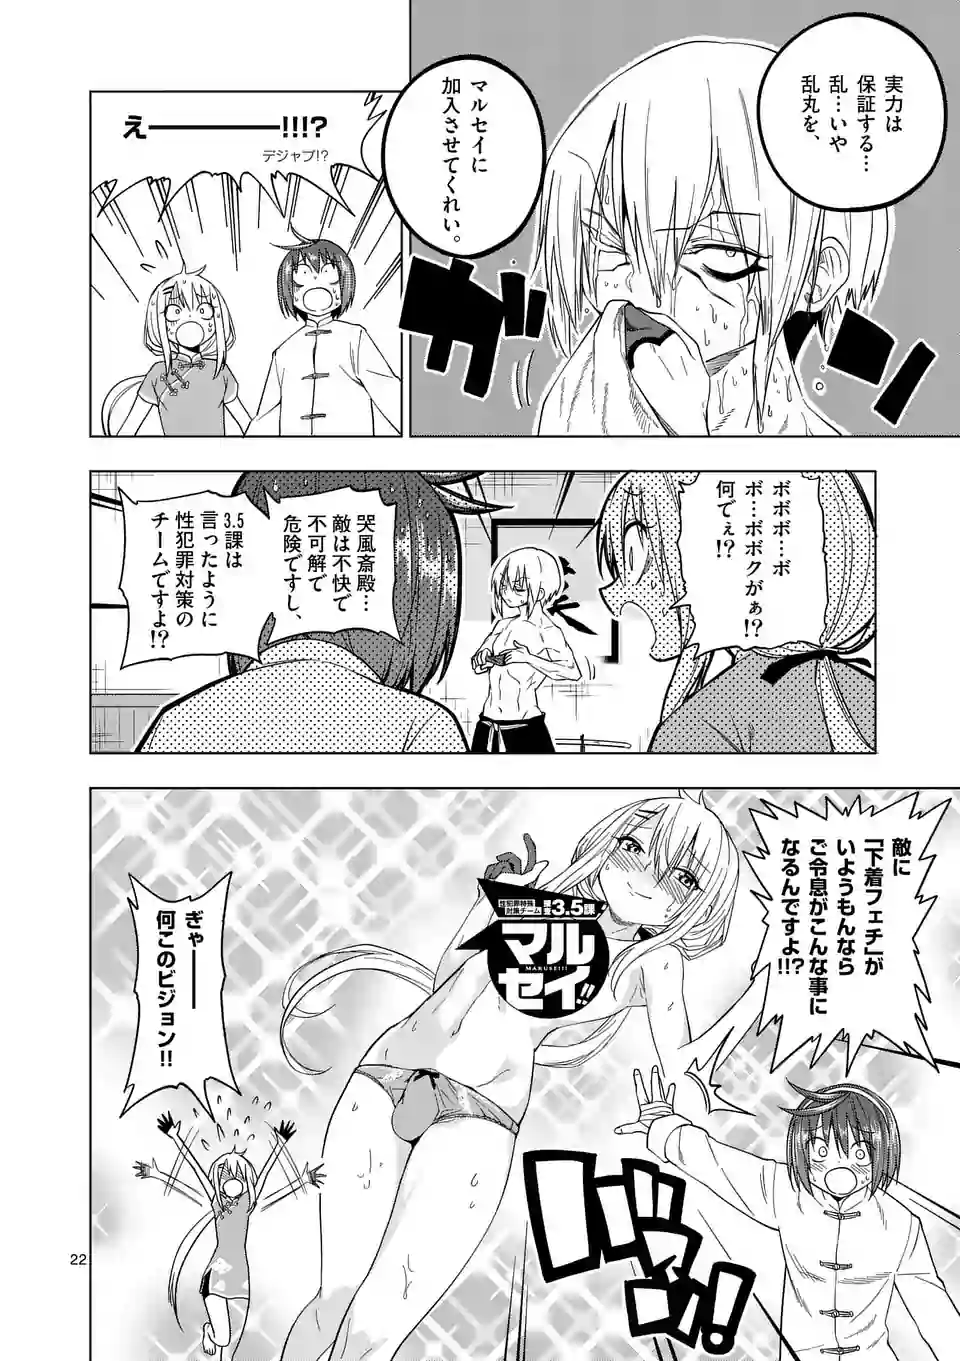 実力は
保証する…
乱…いや
乱丸を、
マルセイに
加入させてくれい。
え―――!!!?
デジャブ!?
ボボボ…ボ
ボ…ボボクがぁ!?
何でぇ!?
哭風斎殿…
敵は不快で
不可解で
危険ですし、
3.5課は
言ったように
性犯罪対策の
チームですよ!?
敵に
「下着フェチ」が
いようもんなら
ご令息がこんな事に
なるんですよ!?
!!!?
性犯罪特殊
対策チーム
3.5課
マル
MARUSEI!!
セイ!!
ぎゃ――
何このビジョン!!
バーン!
22